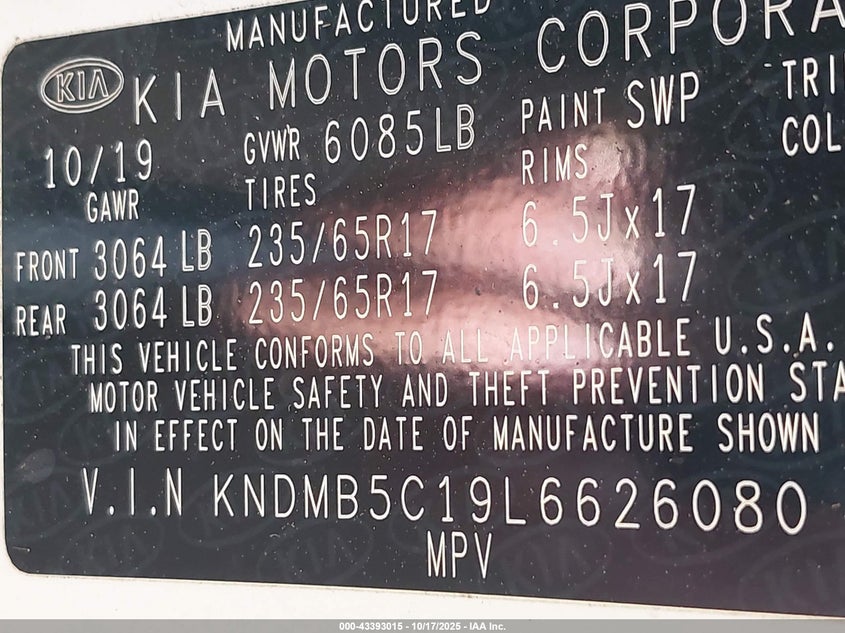 MANUFACTURED
KIA KIA MOTORS CORPORA
10/19 GVWR 6085LB PAINT SWP TRI
GAWR TIRES RIMS COL
FRONT 3064 LB 235/65R17 6.5Jx17
REAR 3064 LB 235/65R17 6.5Jx17
THIS VEHICLE CONFORMS TO ALL APPLICABLE U.S.A.
MOTOR VEHICLE SAFETY AND THEFT PREVENTION STA
IN EFFECT ON THE DATE OF MANUFACTURE SHOWN
V.I.N KNDMB5C19L6626080
MPV
000-43393015 - 10/17/2025 - IAA Inc.